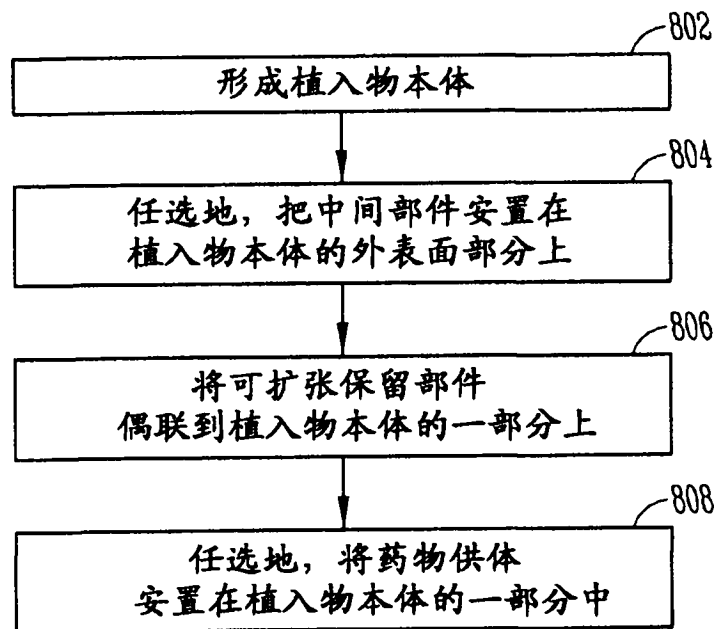 802
形成植入物本体
804
任选地，把中间部件安置在
植入物本体的外表面部分上
806
将可扩张保留部件
偶联到植入物本体的一部分上
808
任选地，将药物供体
安置在植入物本体的一部分中